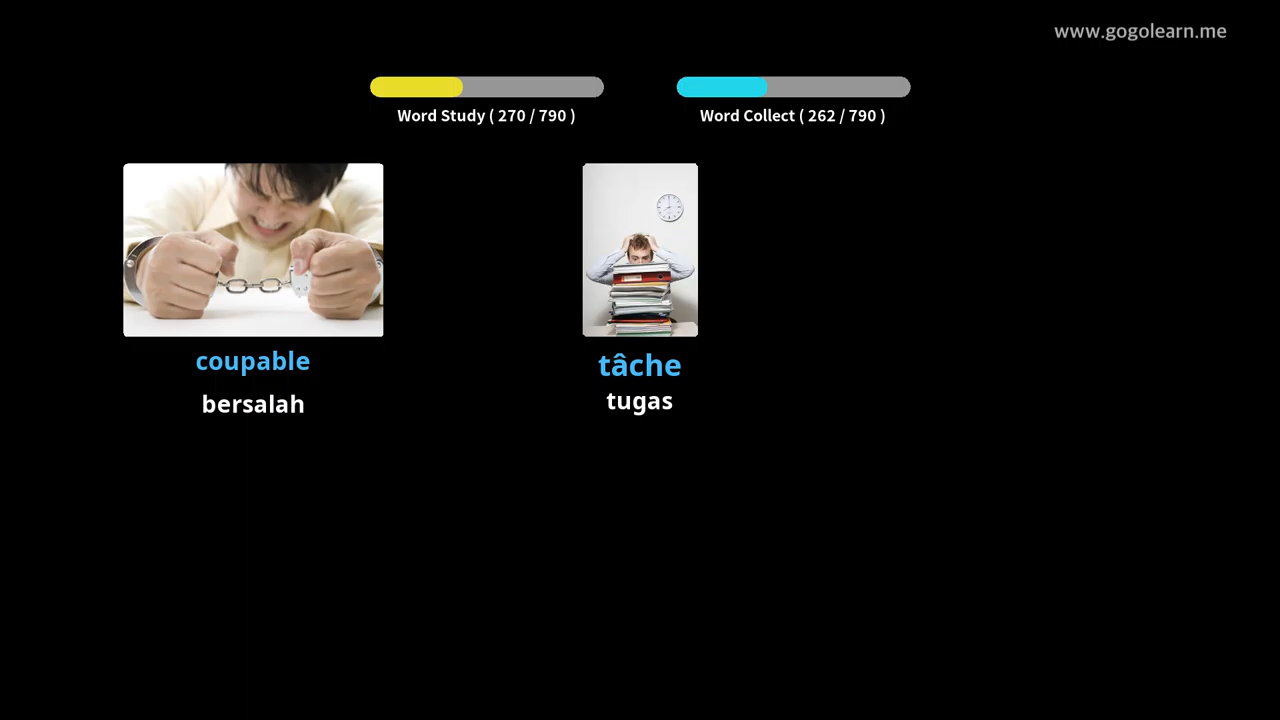 www.gogolearn.me
Word Study ( 270 / 790 )
Word Collect ( 262 / 790 )
coupable
bersalah
tâche
tugas